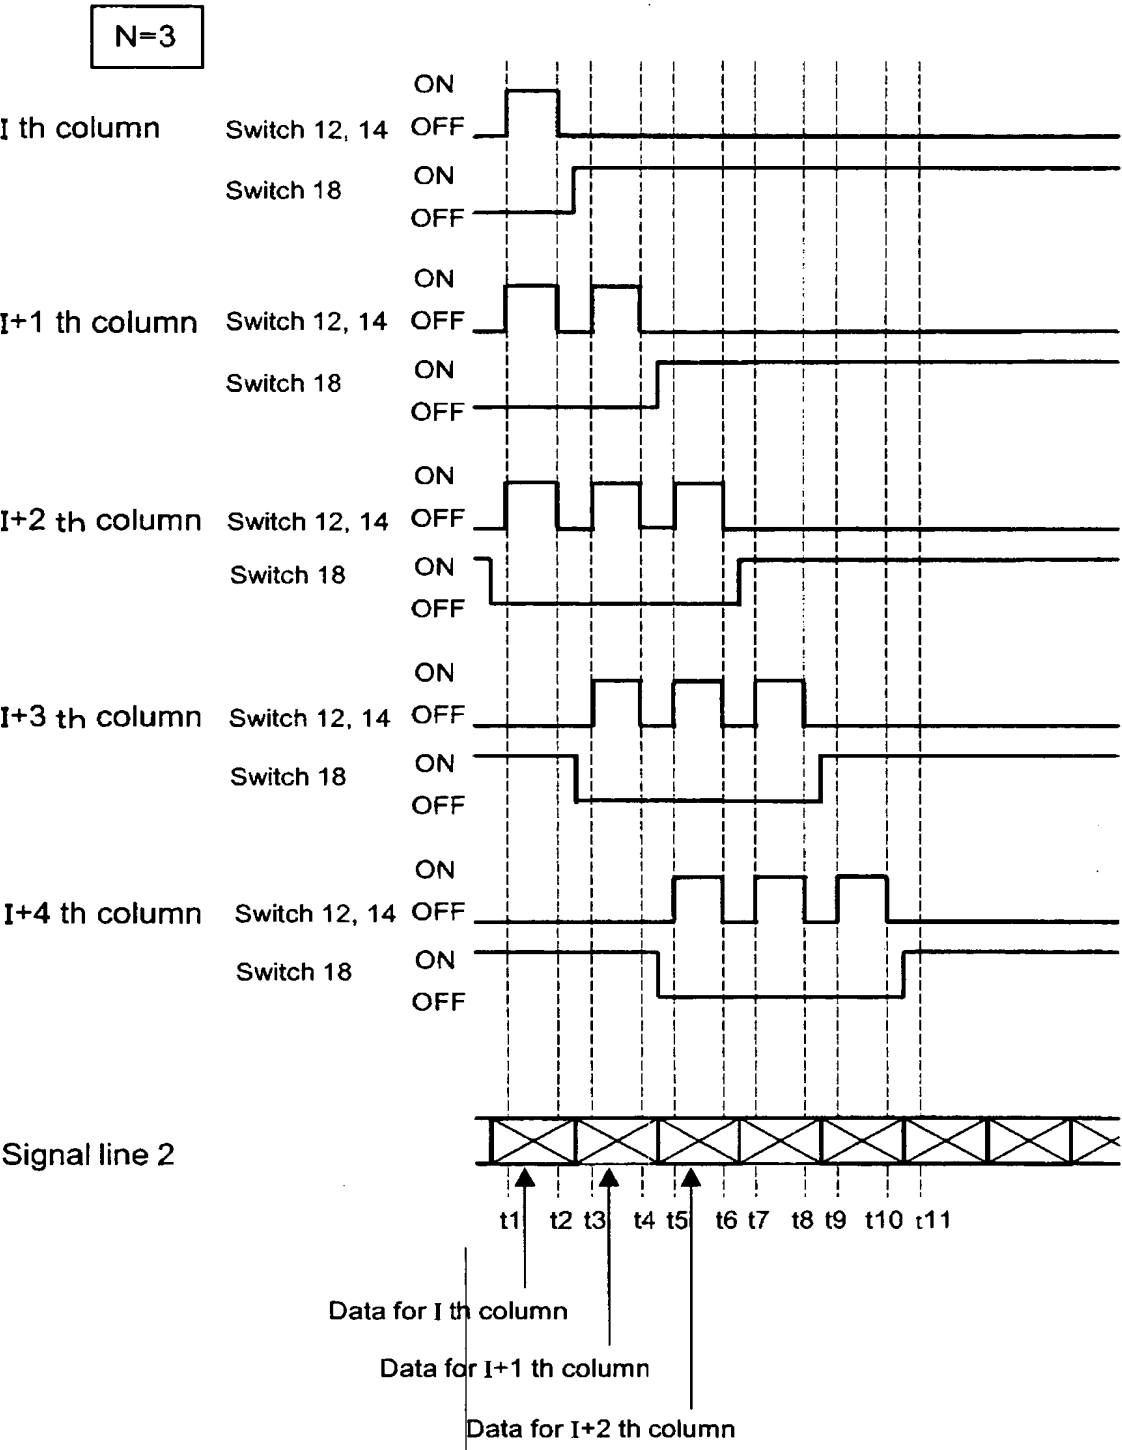 N=3
ON
I th column Switch 12, 14 OFF
ON
Switch 18
OFF
ON
I+1 th column Switch 12, 14 OFF
ON
Switch 18
OFF
ON
I+2 th column Switch 12, 14 OFF
ON
Switch 18
OFF
ON
I+3 th column Switch 12, 14 OFF
ON
Switch 18
OFF
ON
I+4 th column Switch 12, 14 OFF
ON
Switch 18
OFF
Signal line 2
t1 t2 t3 t4 t5 t6 t7 t8 t9 t10 t11
Data for I th column
Data for I+1 th column
Data for I+2 th column